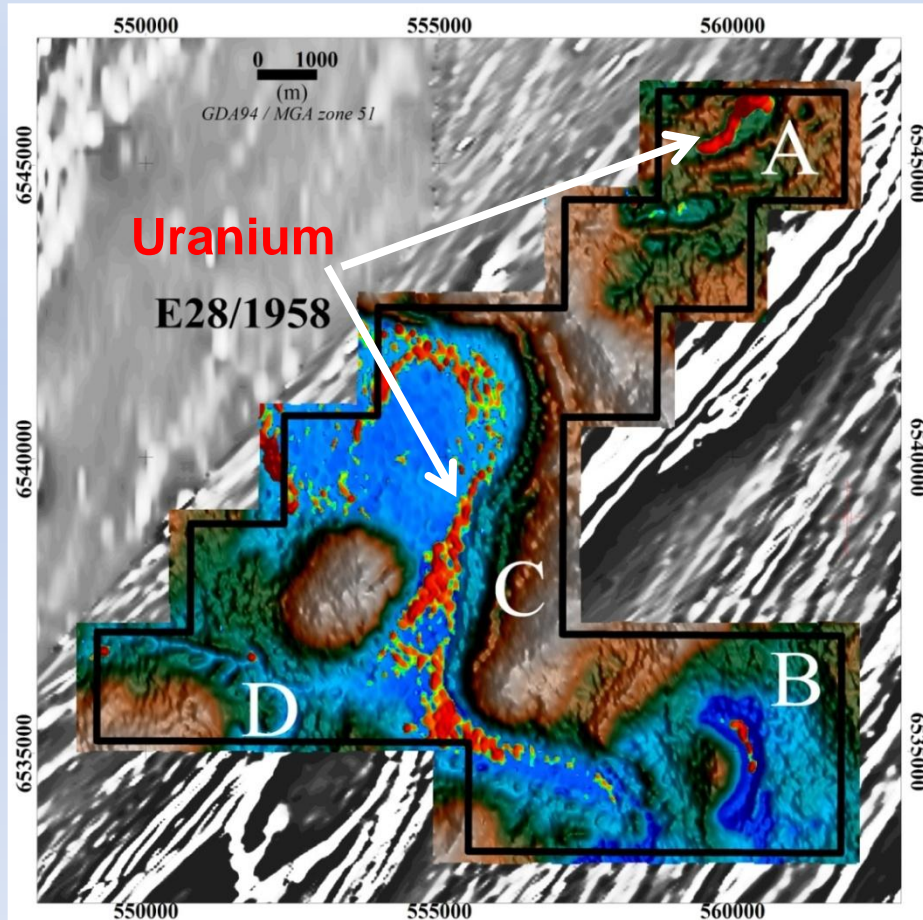 550000 555000 560000
0 1000
(m)
GDA94 / MGA zone 51
6545000 6545000
A
Uranium
E28/1958
6540000 6540000
C
B
D
6535000 6535000
550000 555000 560000